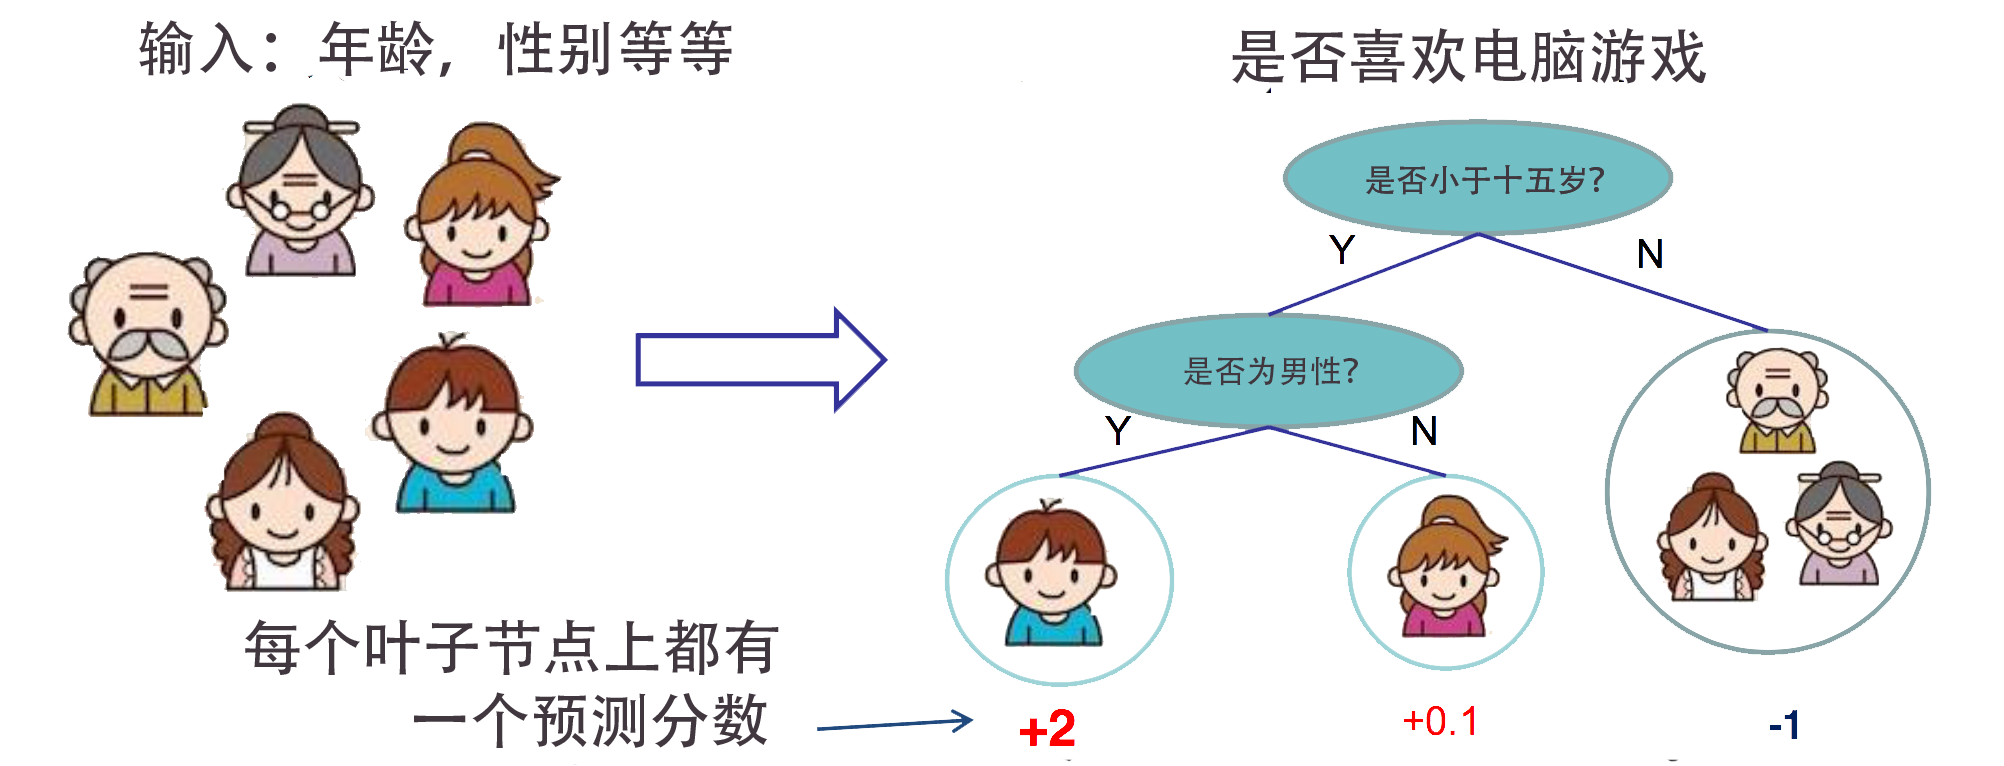 输入：年龄，性别等等
是否喜欢电脑游戏
是否小于十五岁？
Y
N
是否为男性？
Y
N
每个叶子节点上都有
一个预测分数
+2
+0.1
-1